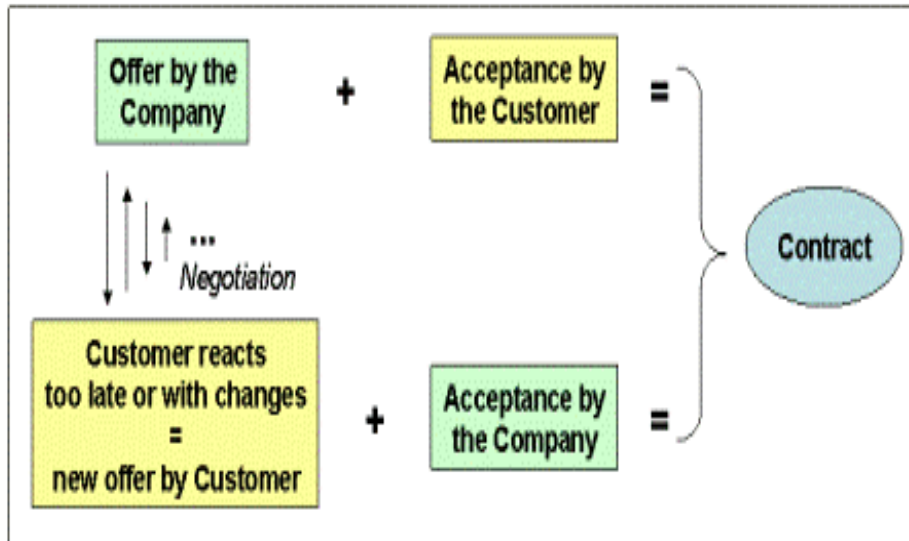 Offer by the
Company
+
Acceptance by
the Customer
=
...
Negotiation
Contract
Customer reacts
too late or with changes
=
new offer by Customer
+
Acceptance by
the Company
=